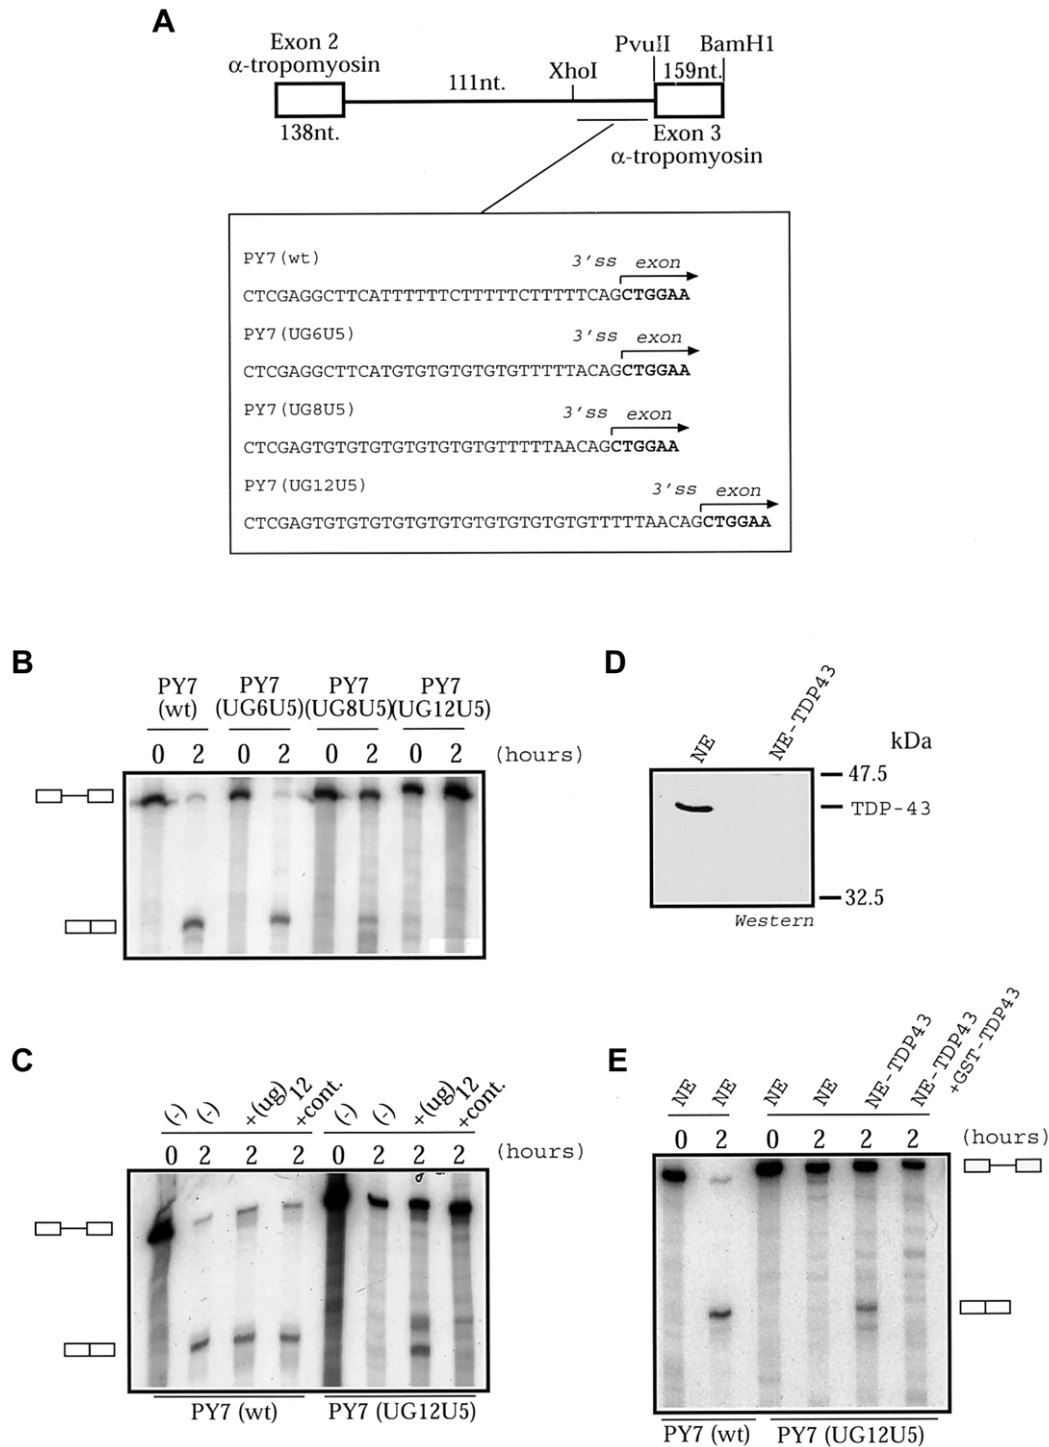 A
Exon 2
α-tropomyosin
138nt.
111nt.
XhoI
PvuII
BamH1
159nt.
Exon 3
α-tropomyosin
PY7(wt)
3'ss exon
CTCGAGGCTTCATTTTTTCTTTTTCTTTTTCAGCTGGAA
PY7(UG6U5)
3'ss exon
CTCGAGGCTTCATGTGTGTGTGTGTTTTTACAGCTGGAA
PY7(UG8U5)
3'ss exon
CTCGAGTGTGTGTGTGTGTGTGTTTTTAACAGCTGGAA
PY7(UG12U5)
3'ss exon
CTCGAGTGTGTGTGTGTGTGTGTGTGTGTGTTTTTAACAGCTGGAA
B
PY7 (wt)
PY7 (UG6U5)
PY7 (UG8U5)
PY7 (UG12U5)
0 2 0 2 0 2 0 2 (hours)
D
NE
NE-TDP43
kDa
47.5
TDP-43
32.5
Western
C
(-) (-) +(ug)12 +cont. (-) (-) +(ug)12 +cont.
0 2 2 2 0 2 2 2 (hours)
PY7 (wt)
PY7 (UG12U5)
E
NE NE NE NE NE-TDP43 NE-TDP43 +GST-TDP43
0 2 0 2 2 2 (hours)
PY7 (wt)
PY7 (UG12U5)